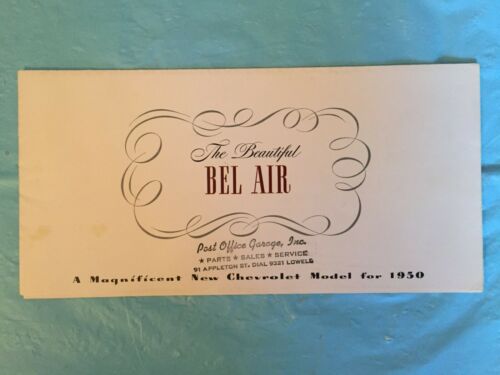 The Beautiful
BEL AIR
Post Office Garage, Inc.
★ PARTS ★ SALES ★ SERVICE
91 APPLETON ST. DIAL 9321 LOWELL
A Magnificent New Chevrolet Model for 1950